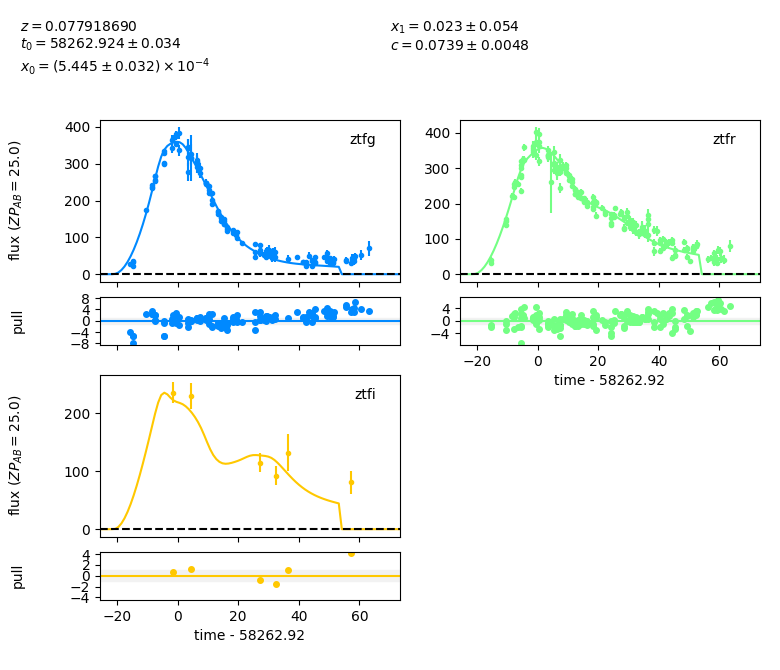 z = 0.077918690
t₀ = 58262.924 ± 0.034
x₀ = (5.445 ± 0.032) × 10⁻⁴
x₁ = 0.023 ± 0.054
c = 0.0739 ± 0.0048
ztfg
flux (ZP_AB = 25.0)
400
300
200
100
0
pull
8
4
0
−4
−8
ztfr
400
300
200
100
0
4
0
−4
−20 0 20 40 60
time - 58262.92
ztfi
flux (ZP_AB = 25.0)
200
100
0
pull
4
2
0
−2
−4
−20 0 20 40 60
time - 58262.92